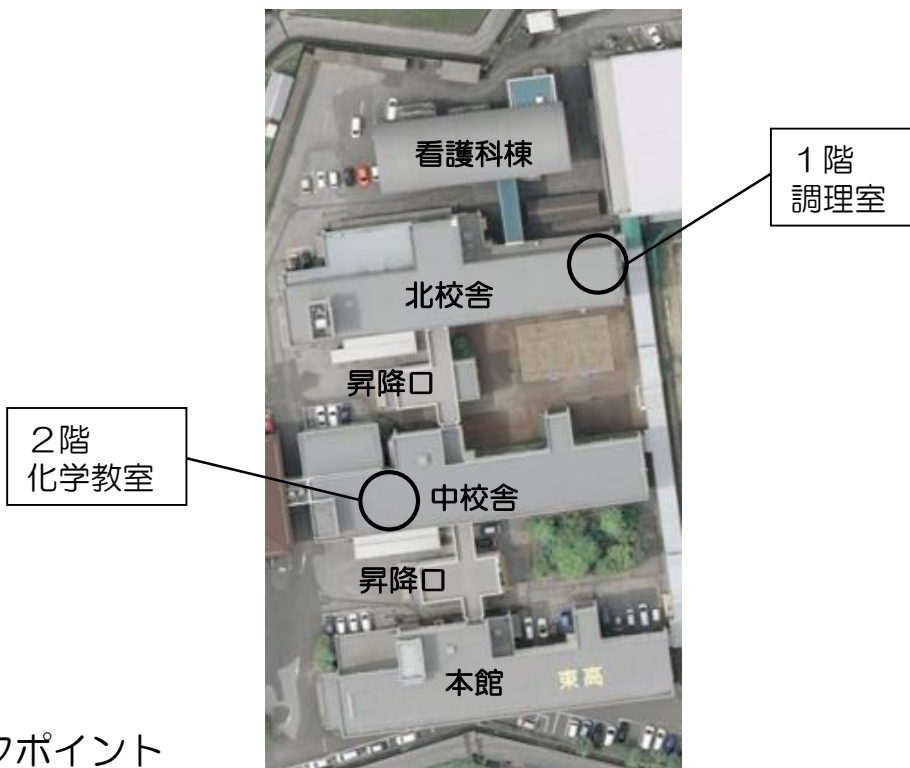 看護科棟
1階
調理室
北校舎
昇降口
2階
化学教室
中校舎
昇降口
本館
東高
クポイント